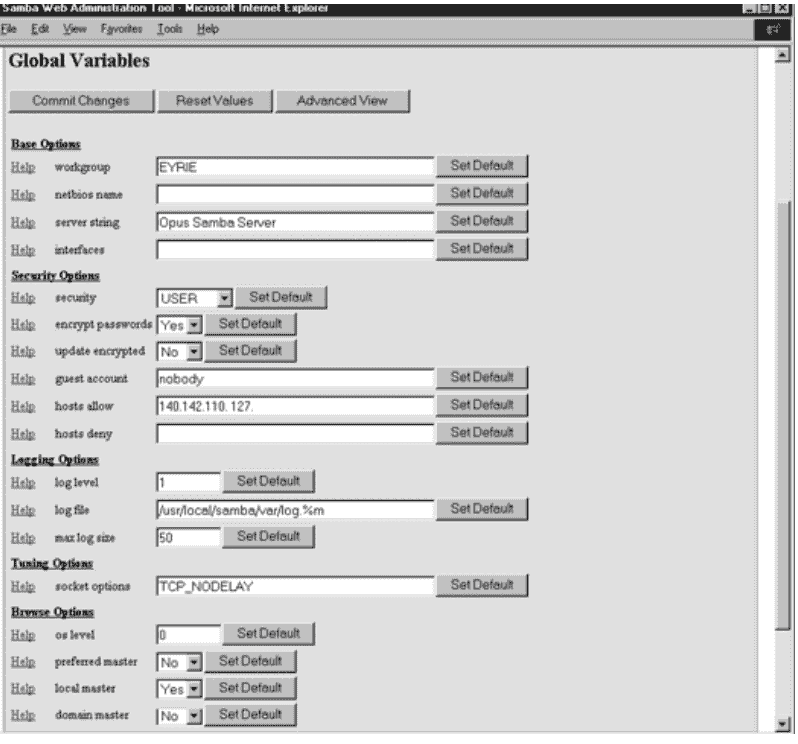 Samba Web Administration Tool - Microsoft Internet Explorer
File Edit View Favorites Tools Help
Global Variables
Commit Changes Reset Values Advanced View
Base Options
Help workgroup EYRIE Set Default
Help netbios name Set Default
Help server string Opus Samba Server Set Default
Help interfaces Set Default
Security Options
Help security USER Set Default
Help encrypt passwords Yes Set Default
Help update encrypted No Set Default
Help guest account nobody Set Default
Help hosts allow 140.142.110. 127. Set Default
Help hosts deny Set Default
Logging Options
Help log level 1 Set Default
Help log file /usr/local/samba/var/log.%m Set Default
Help max log size 50 Set Default
Tuning Options
Help socket options TCP_NODELAY Set Default
Browse Options
Help os level 0 Set Default
Help preferred master No Set Default
Help local master Yes Set Default
Help domain master No Set Default